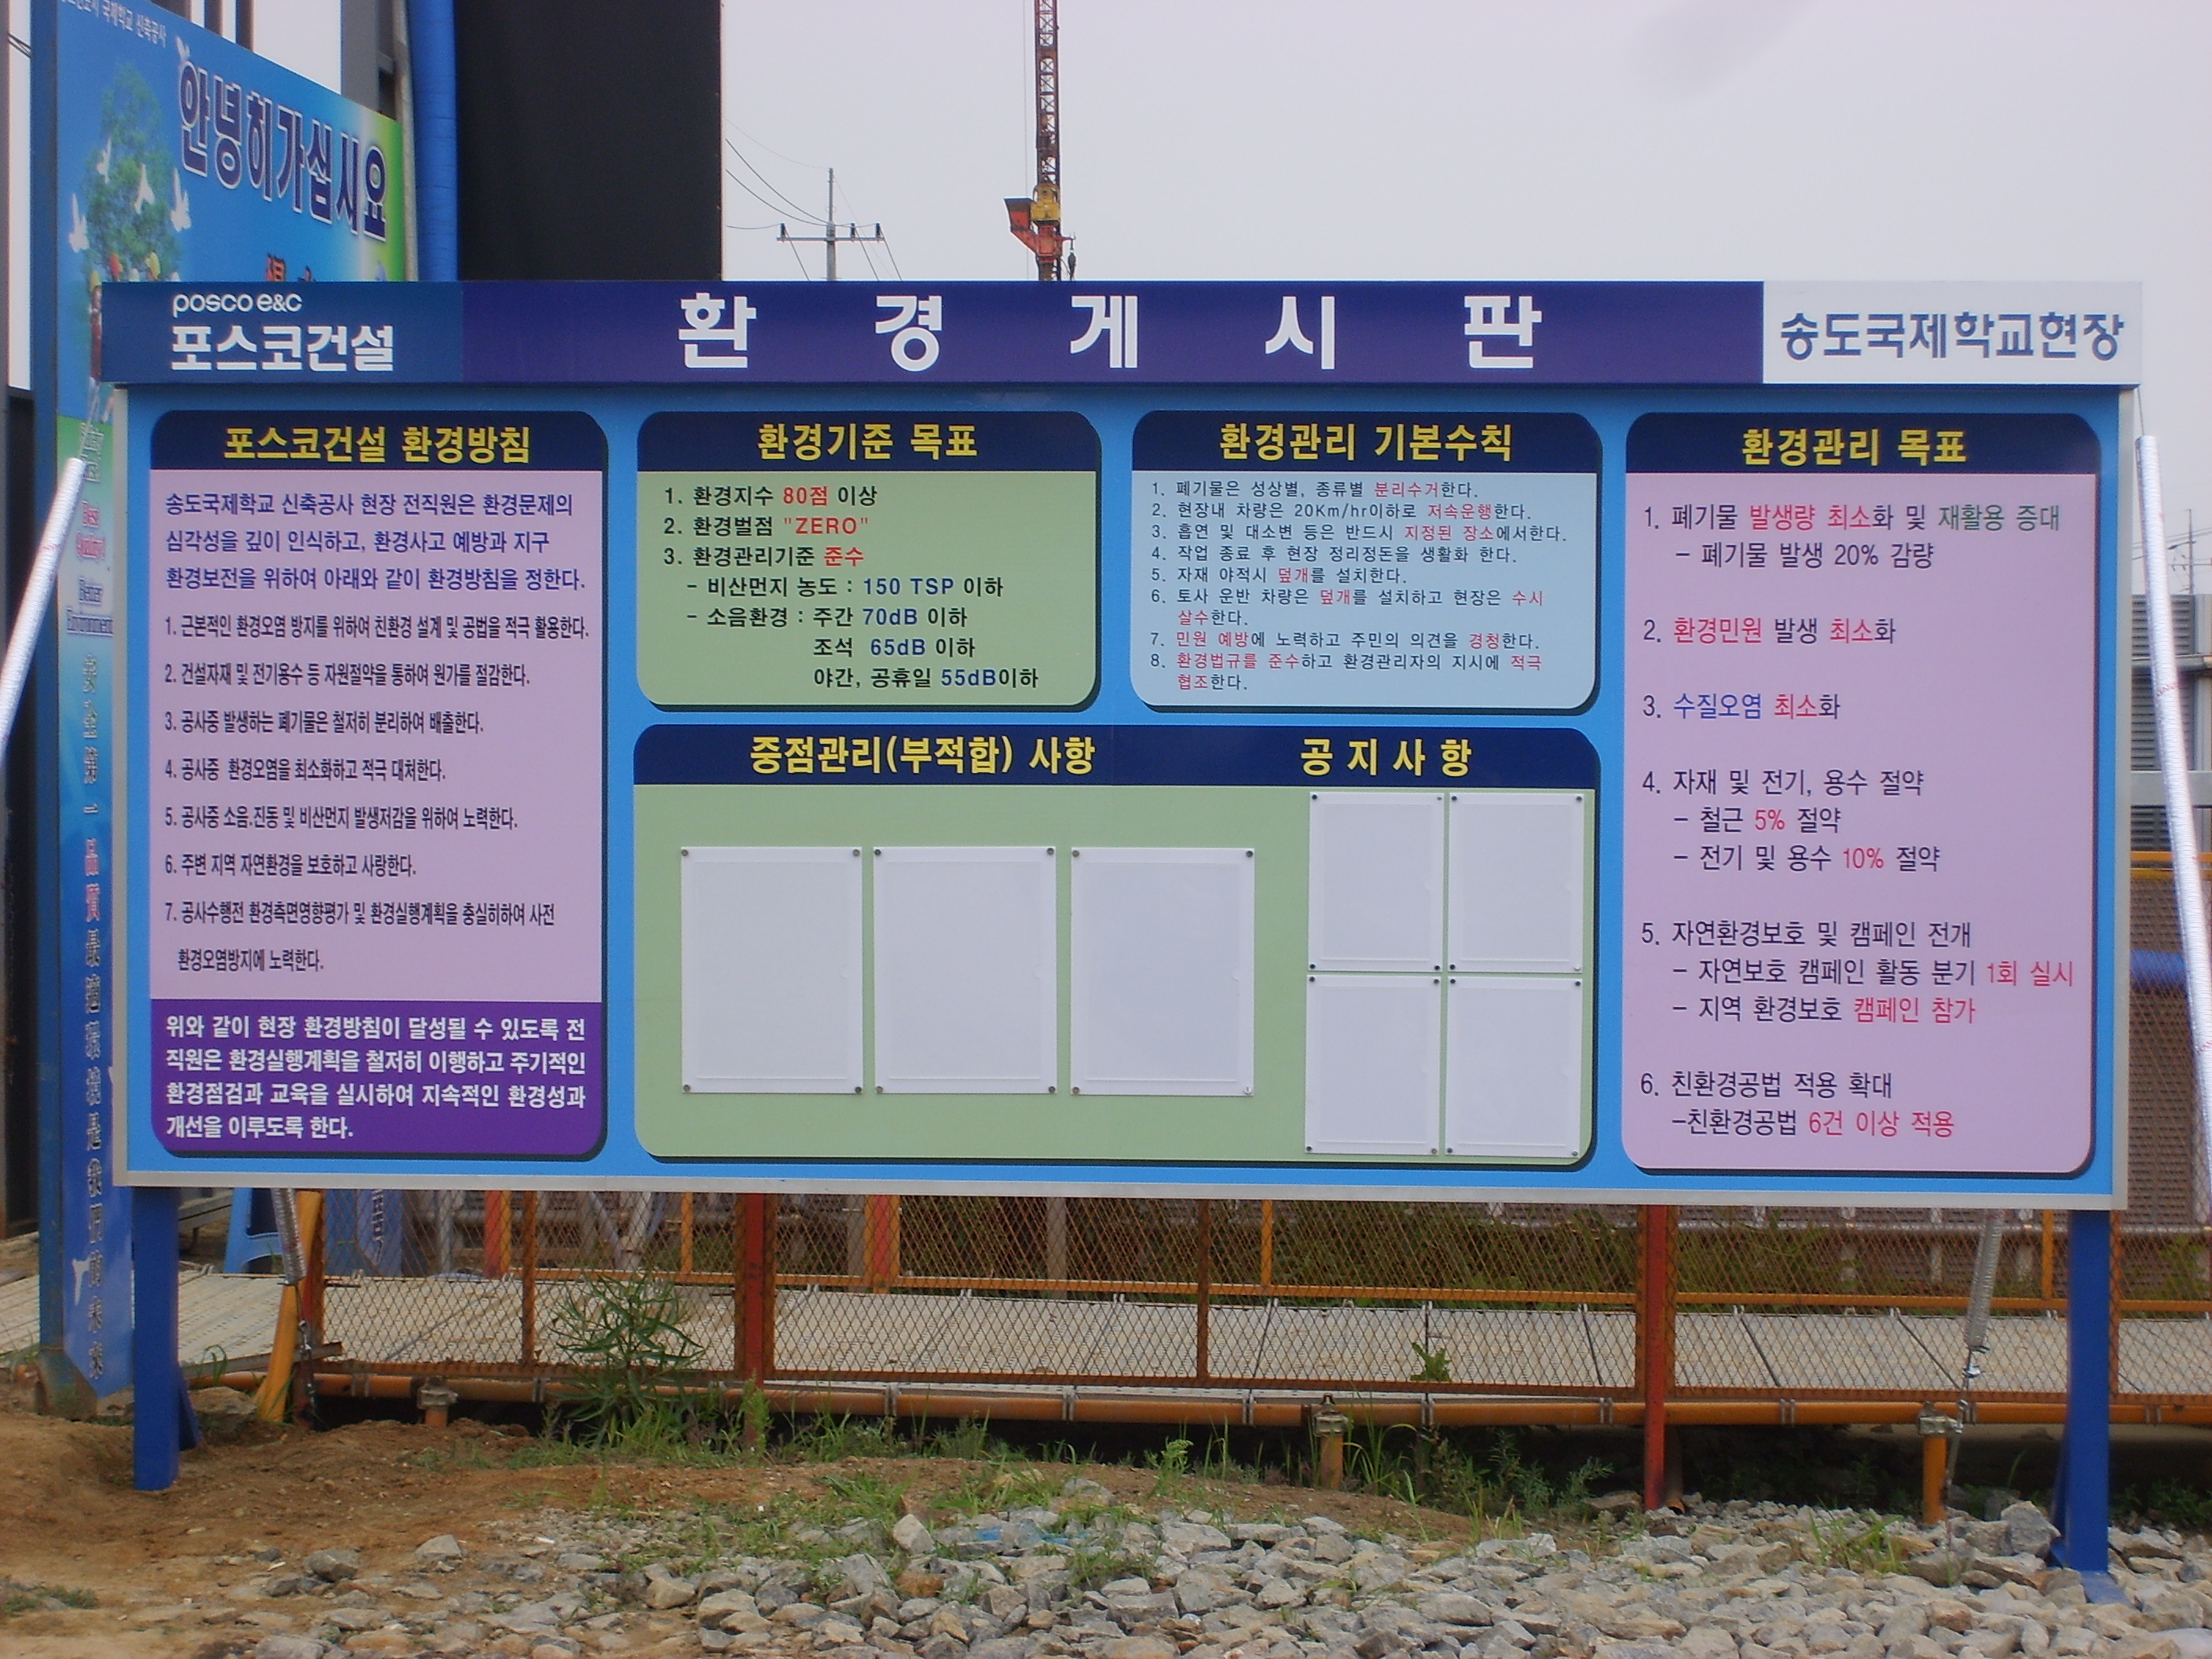 안녕히가십시요
posco e&c
포스코건설
환경게시판
송도국제학교현장
포스코건설 환경방침
송도국제학교 신축공사 현장 전직원은 환경문제의
심각성을 깊이 인식하고, 환경사고 예방과 지구
환경보전을 위하여 아래와 같이 환경방침을 정한다.
1. 근본적인 환경오염 방지를 위하여 친환경 설계 및 공법을 적극 활용한다.
2. 건설자재 및 전기용수 등 자원절약을 통하여 원가를 절감한다.
3. 공사중 발생하는 폐기물은 철저히 분리하여 배출한다.
4. 공사중 환경오염을 최소화하고 적극 대처한다.
5. 공사중 소음.진동 및 비산먼지 발생저감을 위하여 노력한다.
6. 주변 지역 자연환경을 보호하고 사랑한다.
7. 공사수행전 환경측면영향평가 및 환경실행계획을 충실히하여 사전
환경오염방지에 노력한다.
위와 같이 현장 환경방침이 달성될 수 있도록 전
직원은 환경실행계획을 철저히 이행하고 주기적인
환경점검과 교육을 실시하여 지속적인 환경성과
개선을 이루도록 한다.
환경기준 목표
1. 환경지수 80점 이상
2. 환경벌점 "ZERO"
3. 환경관리기준 준수
- 비산먼지 농도 : 150 TSP 이하
- 소음환경 : 주간 70dB 이하
조석 65dB 이하
야간, 공휴일 55dB이하
환경관리 기본수칙
1. 폐기물은 성상별, 종류별 분리수거한다.
2. 현장내 차량은 20Km/hr이하로 저속운행한다.
3. 흡연 및 대소변 등은 반드시 지정된 장소에서한다.
4. 작업 종료 후 현장 정리정돈을 생활화 한다.
5. 자재 야적시 덮개를 설치한다.
6. 토사 운반 차량은 덮개를 설치하고 현장은 수시
살수한다.
7. 민원 예방에 노력하고 주민의 의견을 경청한다.
8. 환경법규를 준수하고 환경관리자의 지시에 적극
협조한다.
중점관리(부적합) 사항
공지사항
환경관리 목표
1. 폐기물 발생량 최소화 및 재활용 증대
- 폐기물 발생 20% 감량
2. 환경민원 발생 최소화
3. 수질오염 최소화
4. 자재 및 전기, 용수 절약
- 철근 5% 절약
- 전기 및 용수 10% 절약
5. 자연환경보호 및 캠페인 전개
- 자연보호 캠페인 활동 분기 1회 실시
- 지역 환경보호 캠페인 참가
6. 친환경공법 적용 확대
-친환경공법 6건 이상 적용